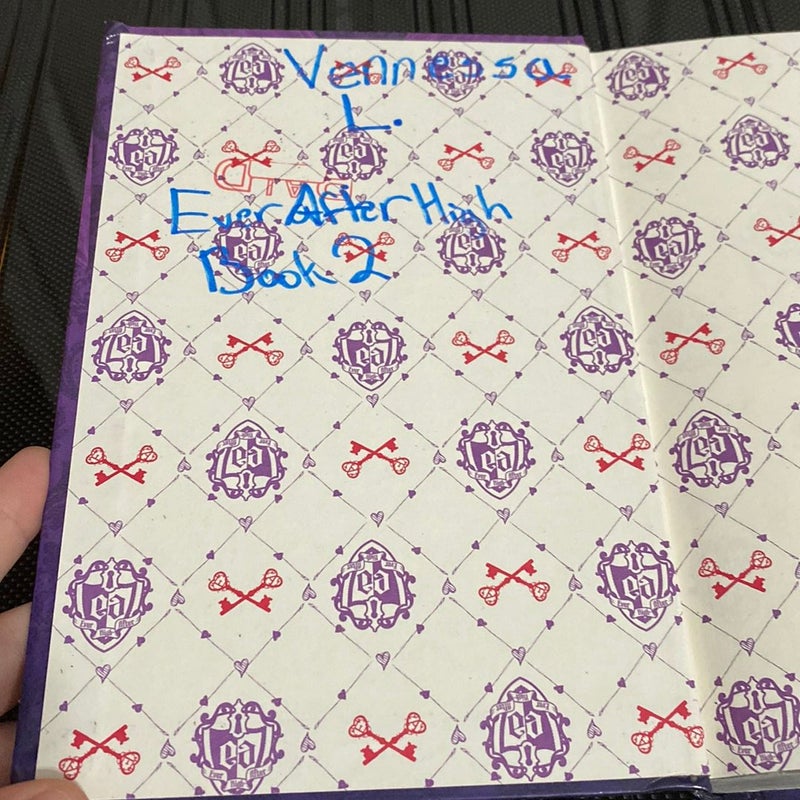 Vennessa
L.
Ever After High
Book 2